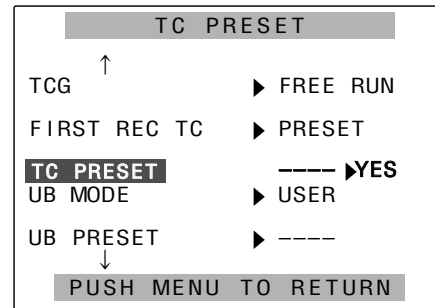 TC PRESET
↑
TCG ▶ FREE RUN
FIRST REC TC ▶ PRESET
TC PRESET ---- ▶YES
UB MODE ▶ USER
UB PRESET ▶ ----
↓
PUSH MENU TO RETURN